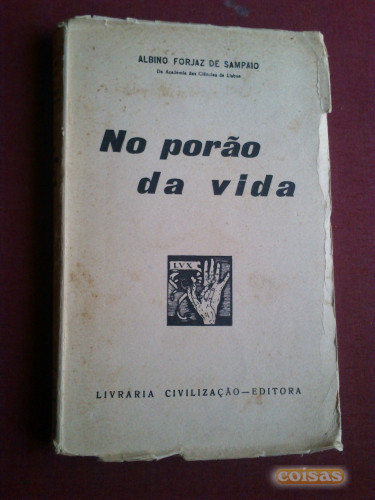 ALBINO FORJAZ DE SAMPAIO
Da Academia das Ciências de Lisboa
No porão
da vida
LVX
LIVRARIA CIVILIZAÇÃO—EDITORA
coisas